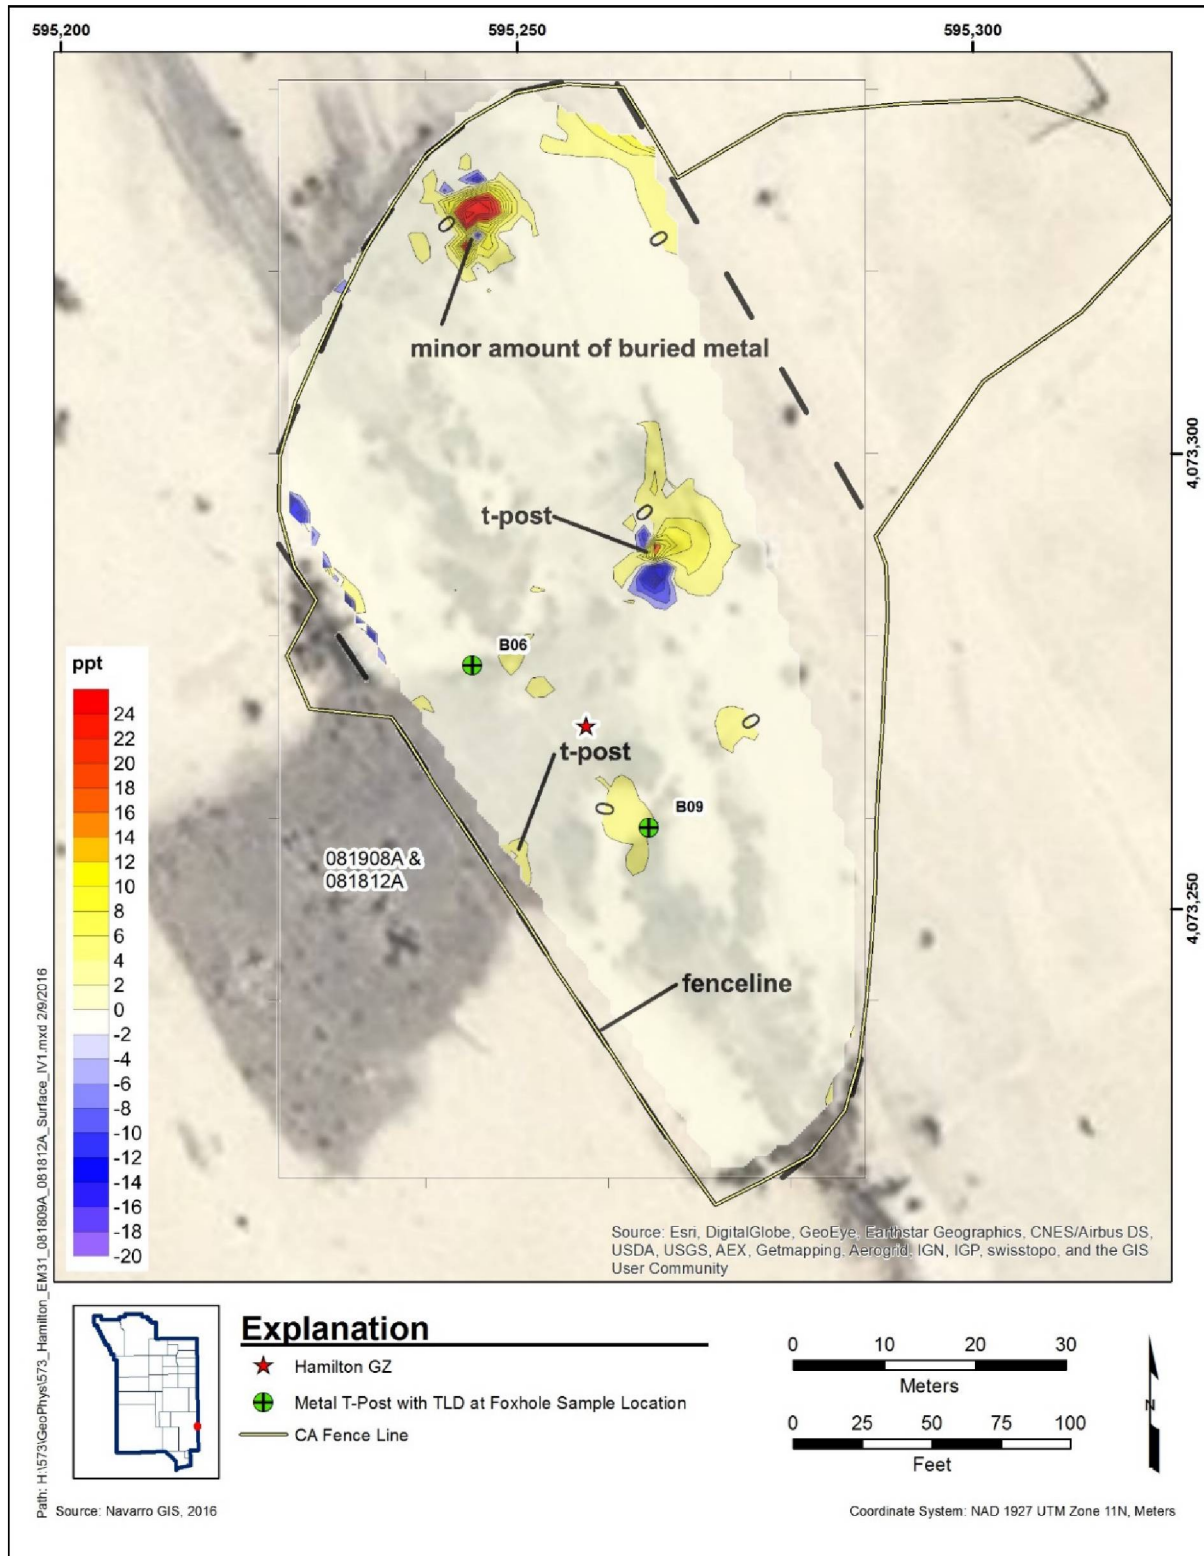 595,200
595,250
595,300
0
0
minor amount of buried metal
4,073,300
0
t-post
B06
ppt
24
22
20
18
16
14
12
10
8
6
4
2
0
-2
-4
-6
-8
-10
-12
-14
-16
-18
-20
0
t-post
0
B09
081908A &
081812A
4,073,250
fenceline
Source: Esri, DigitalGlobe, GeoEye, Earthstar Geographics, CNES/Airbus DS,
USDA, USGS, AEX, Getmapping, Aerogrid, IGN, IGP, swisstopo, and the GIS
User Community
Path: H:\573\GeoPhys\573_Hamilton_EM31_081809A_081812A_Surface_IV1.mxd 2/9/2016
Explanation
Hamilton GZ
Metal T-Post with TLD at Foxhole Sample Location
CA Fence Line
0 10 20 30
Meters
0 25 50 75 100
Feet
N
Source: Navarro GIS, 2016
Coordinate System: NAD 1927 UTM Zone 11N, Meters